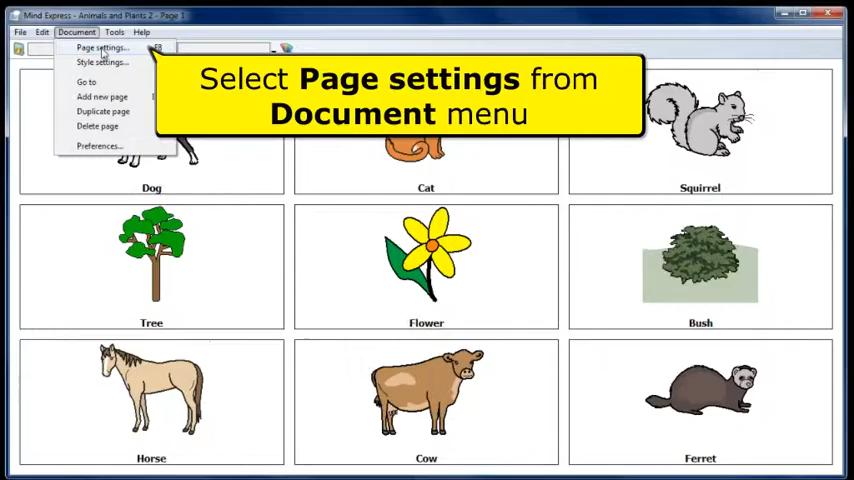 Mind Express - Animals and Plants 2 - Page 1
File Edit Document Tools Help
Page settings... F8
Style settings...
Go to
Add new page
Duplicate page
Delete page
Preferences...
Select Page settings from
Document menu
Dog Cat Squirrel
Tree Flower Bush
Horse Cow Ferret